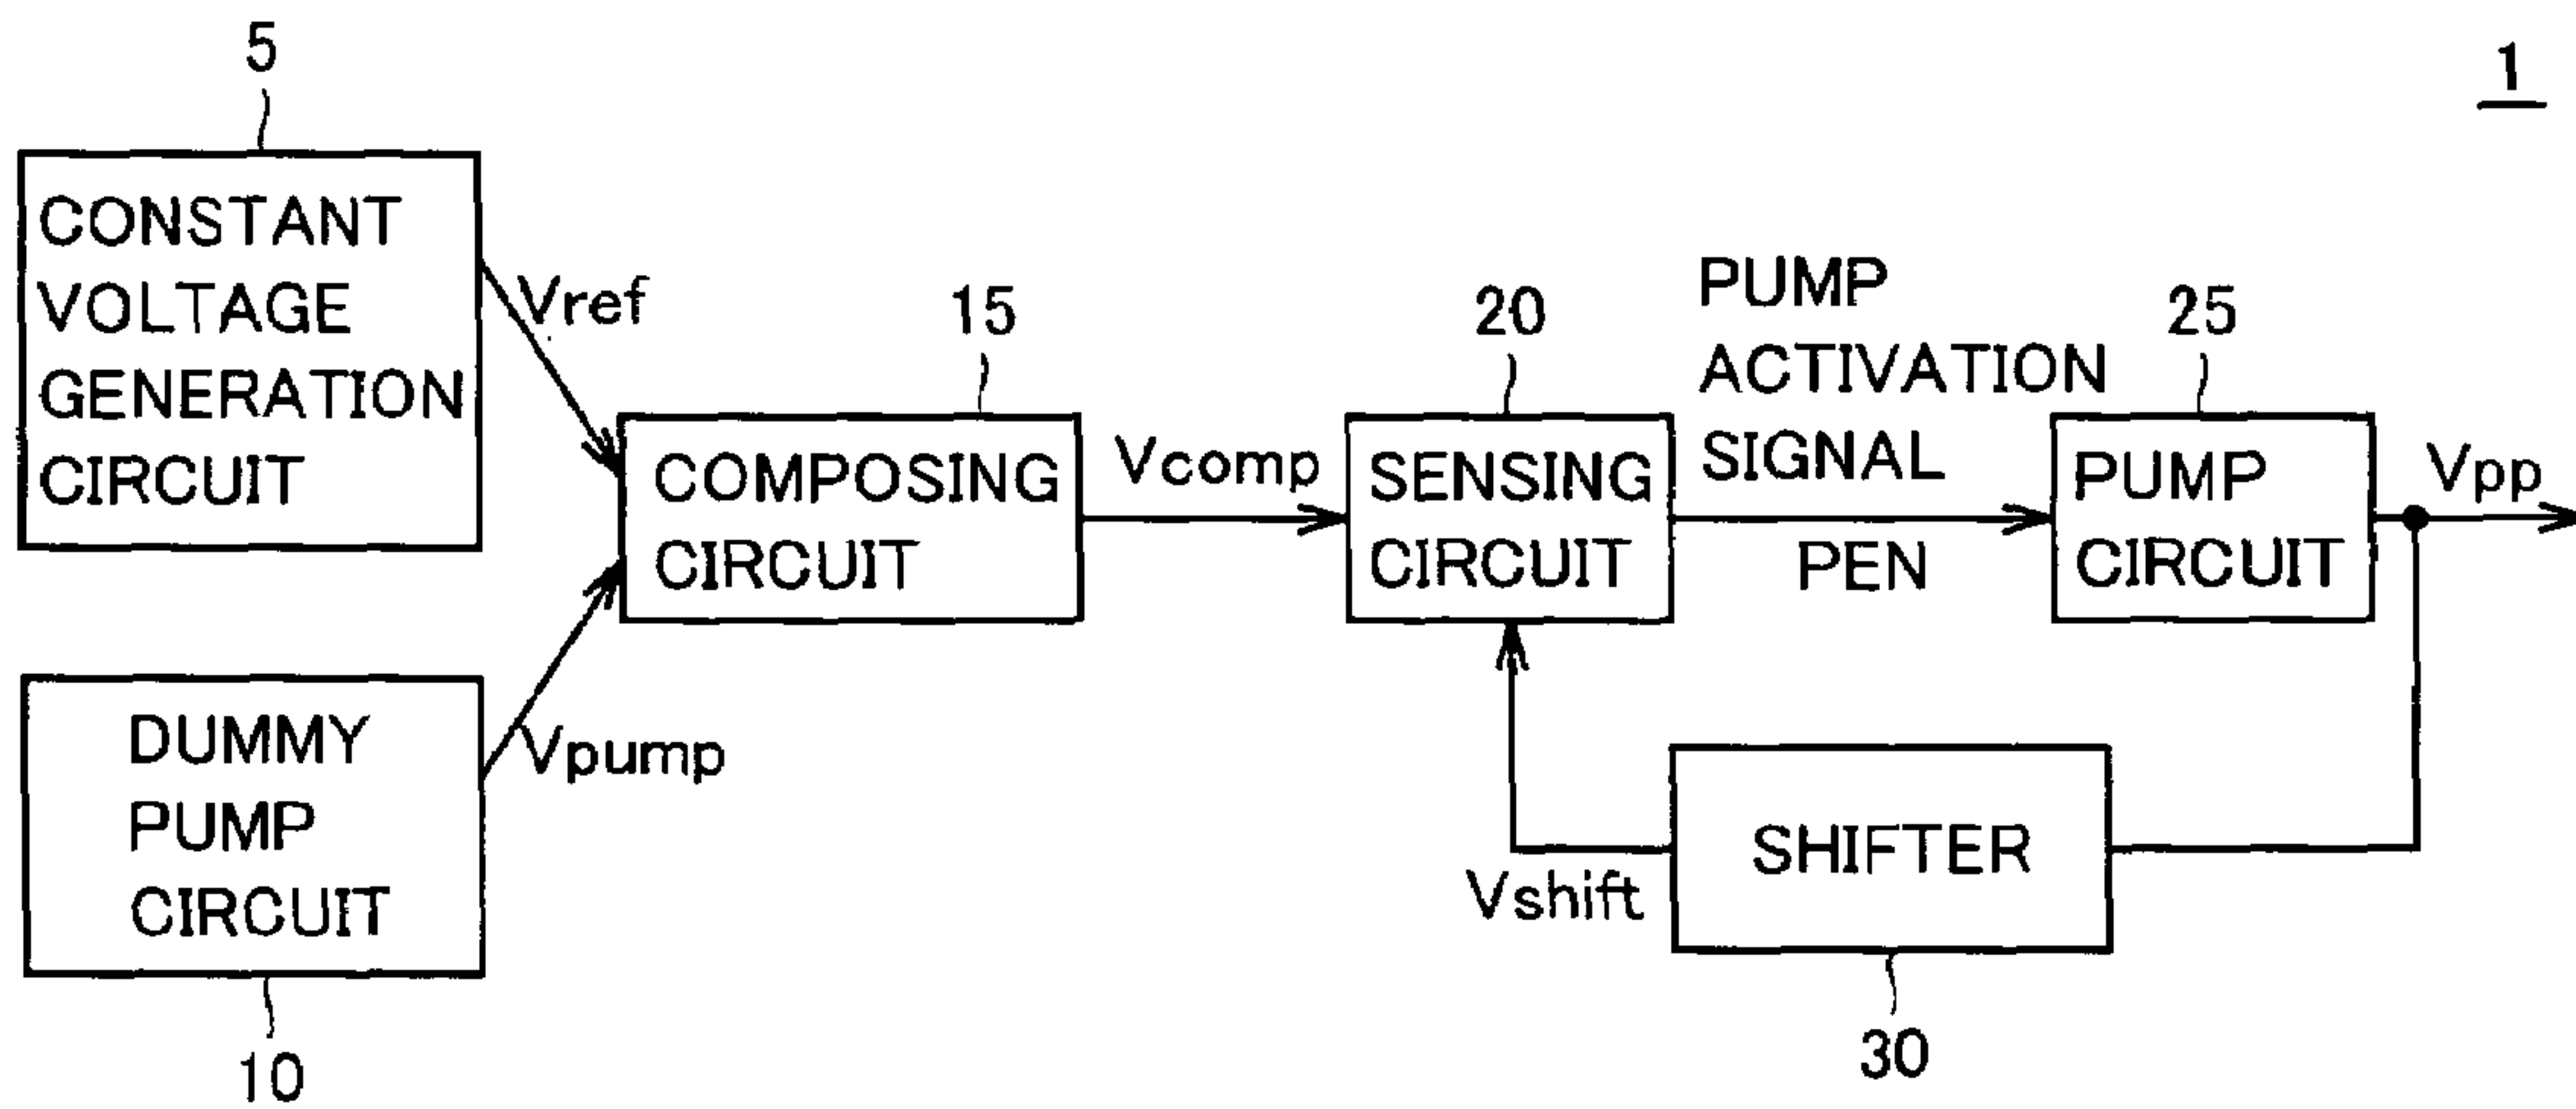 5
1
CONSTANT
VOLTAGE
GENERATION
CIRCUIT
Vref
15
COMPOSING
CIRCUIT
Vcomp
20
SENSING
CIRCUIT
PUMP
ACTIVATION
SIGNAL
PEN
25
PUMP
CIRCUIT
Vpp
DUMMY
PUMP
CIRCUIT
Vpump
10
Vshift
SHIFTER
30